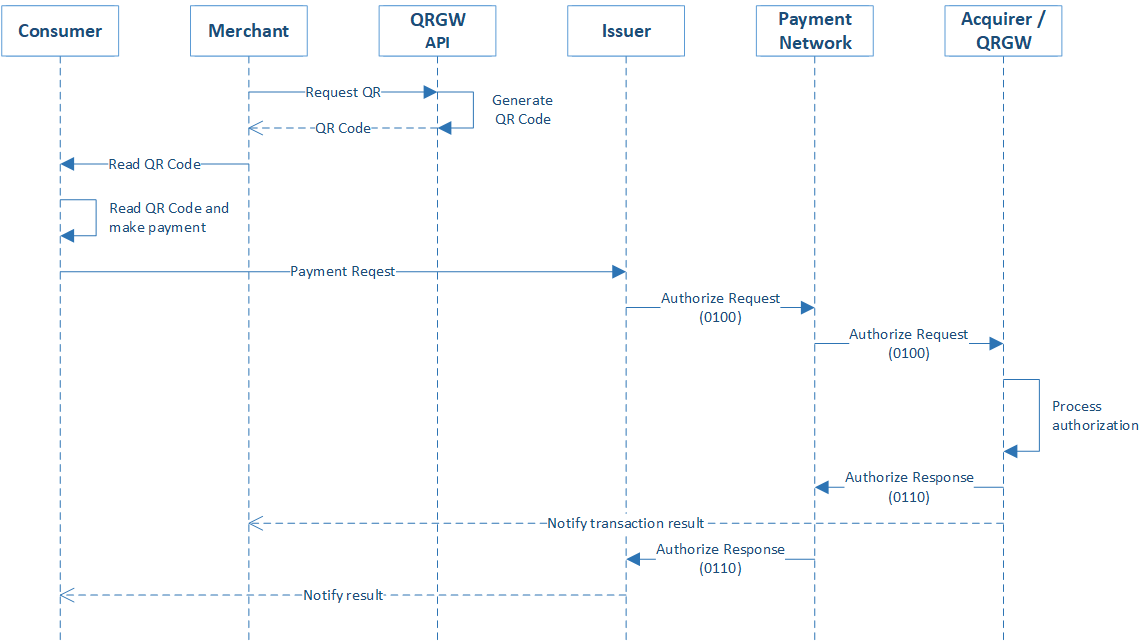 Consumer
Merchant
QRGW
API
Issuer
Payment
Network
Acquirer /
QRGW
Request QR
Generate
QR Code
QR Code
Read QR Code
Read QR Code and
make payment
Payment Reqest
Authorize Request
(0100)
Authorize Request
(0100)
Process
authorization
Authorize Response
(0110)
Notify transaction result
Authorize Response
(0110)
Notify result